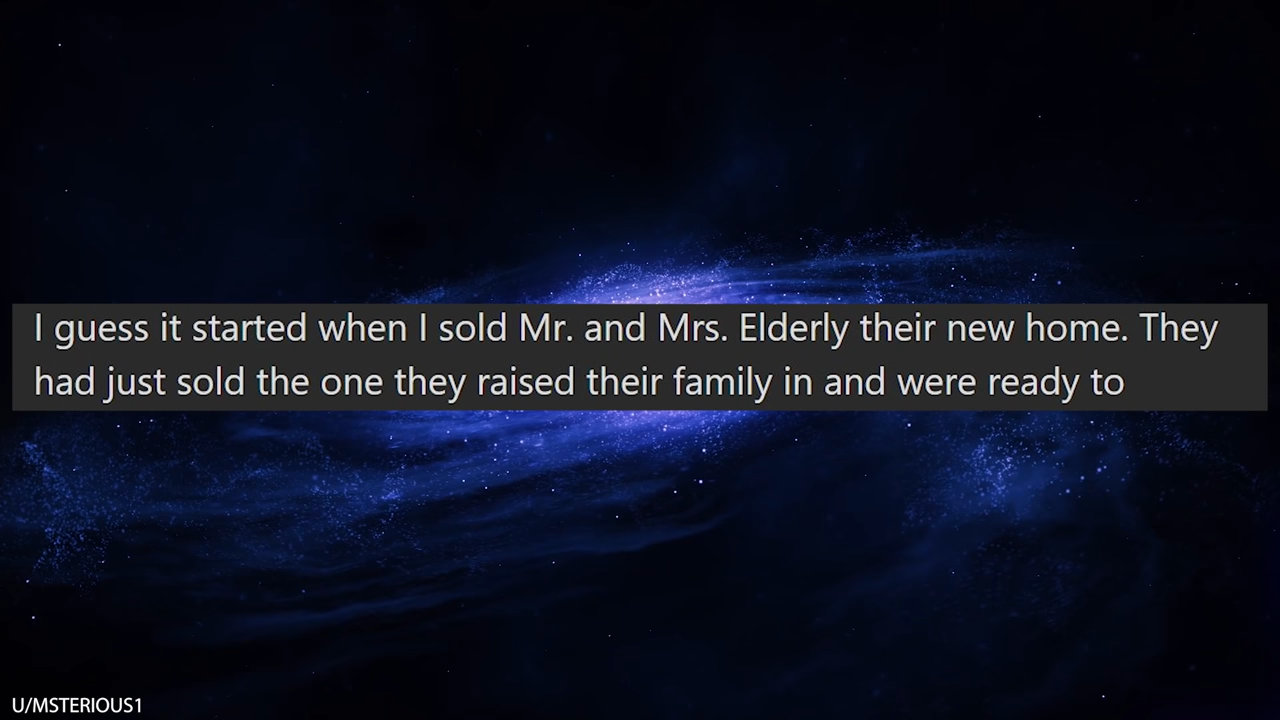 I guess it started when I sold Mr. and Mrs. Elderly their new home. They
had just sold the one they raised their family in and were ready to
U/MSTERIOUS1